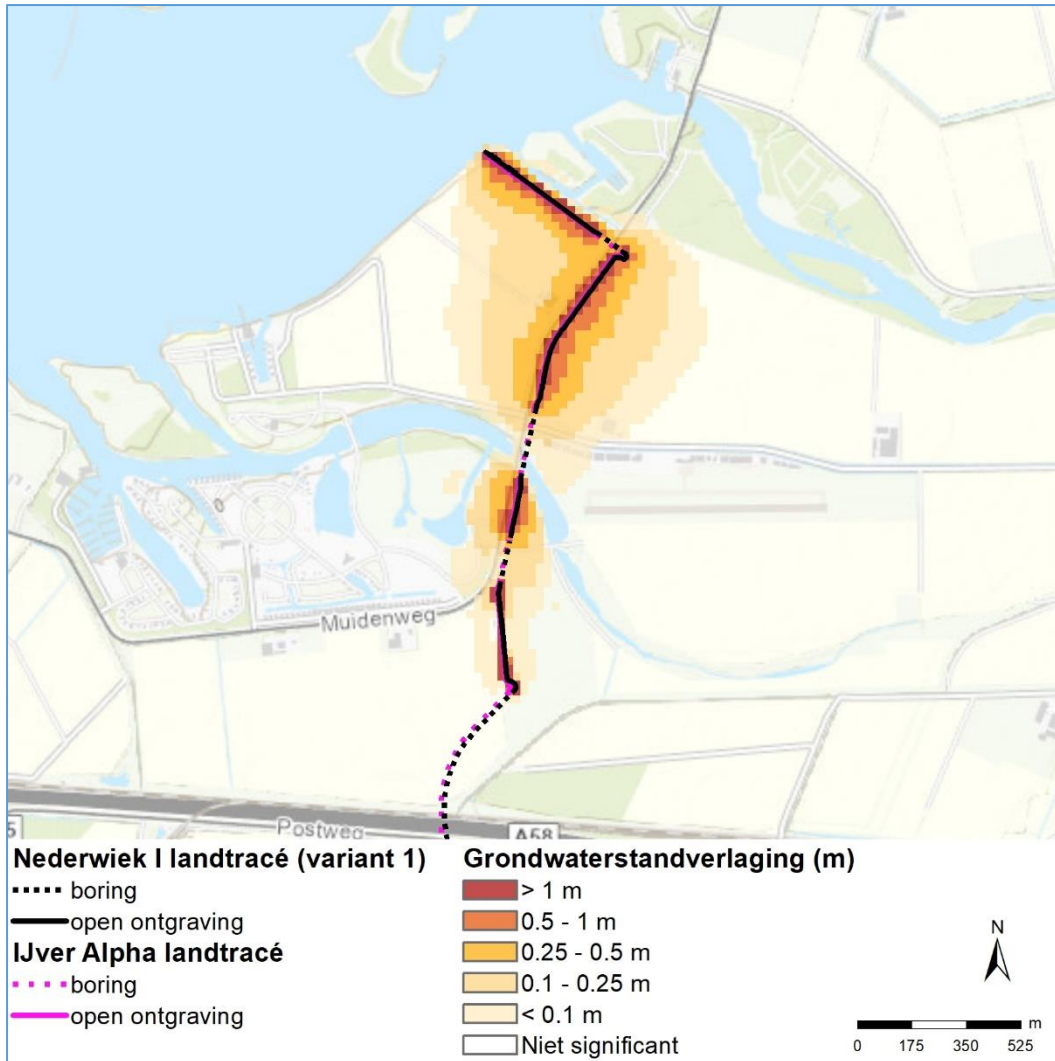 Muidenweg
Postweg
A58
5
Nederwiek I landtracé (variant 1)
boring
open ontgraving
IJver Alpha landtracé
boring
open ontgraving
Grondwaterstandverlaging (m)
> 1 m
0.5 - 1 m
0.25 - 0.5 m
0.1 - 0.25 m
< 0.1 m
Niet significant
N
m
0 175 350 525